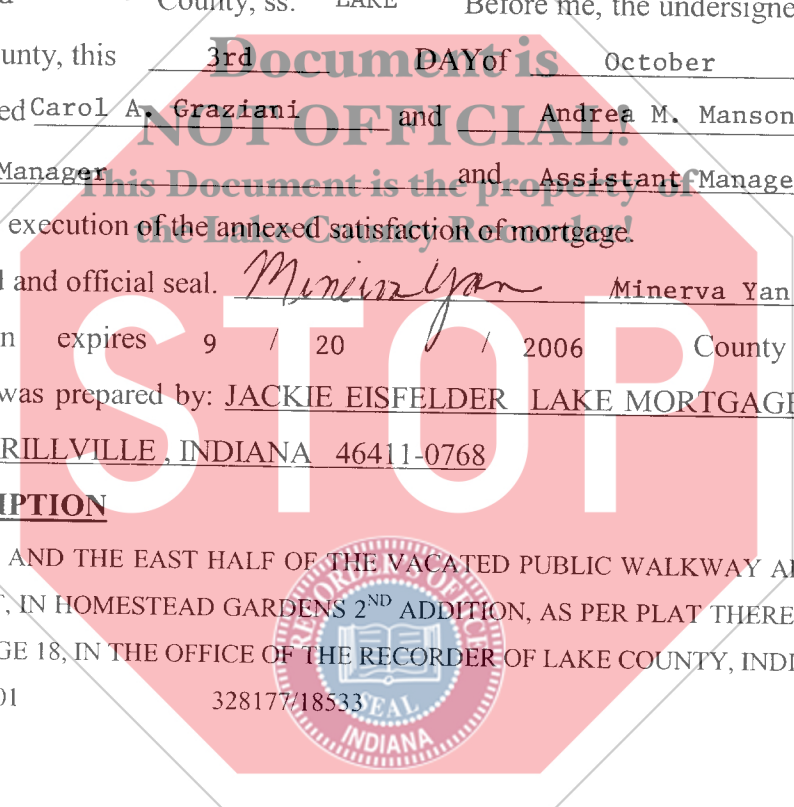 County, ss. LAKE Before me, the undersigne
unty, this 3rd DAY of October
Document is
ed Carol A. Graziani and Andrea M. Manson
NOT OFFICIAL!
Manager and Assistant Manage
This Document is the property of
execution of the annexed satisfaction of mortgage.
the Lake County Recorder!
d and official seal. Minerva Yan Minerva Yan
n expires 9 / 20 / 2006 County
was prepared by: JACKIE EISFELDER LAKE MORTGAGE
RILLVILLE, INDIANA 46411-0768
STOP
IPTION
AND THE EAST HALF OF THE VACATED PUBLIC WALKWAY A
, IN HOMESTEAD GARDENS 2ND ADDITION, AS PER PLAT THERE
GE 18, IN THE OFFICE OF THE RECORDER OF LAKE COUNTY, INDI
01 328177/18533
RECORDER'S OFFICE
SEAL
INDIANA